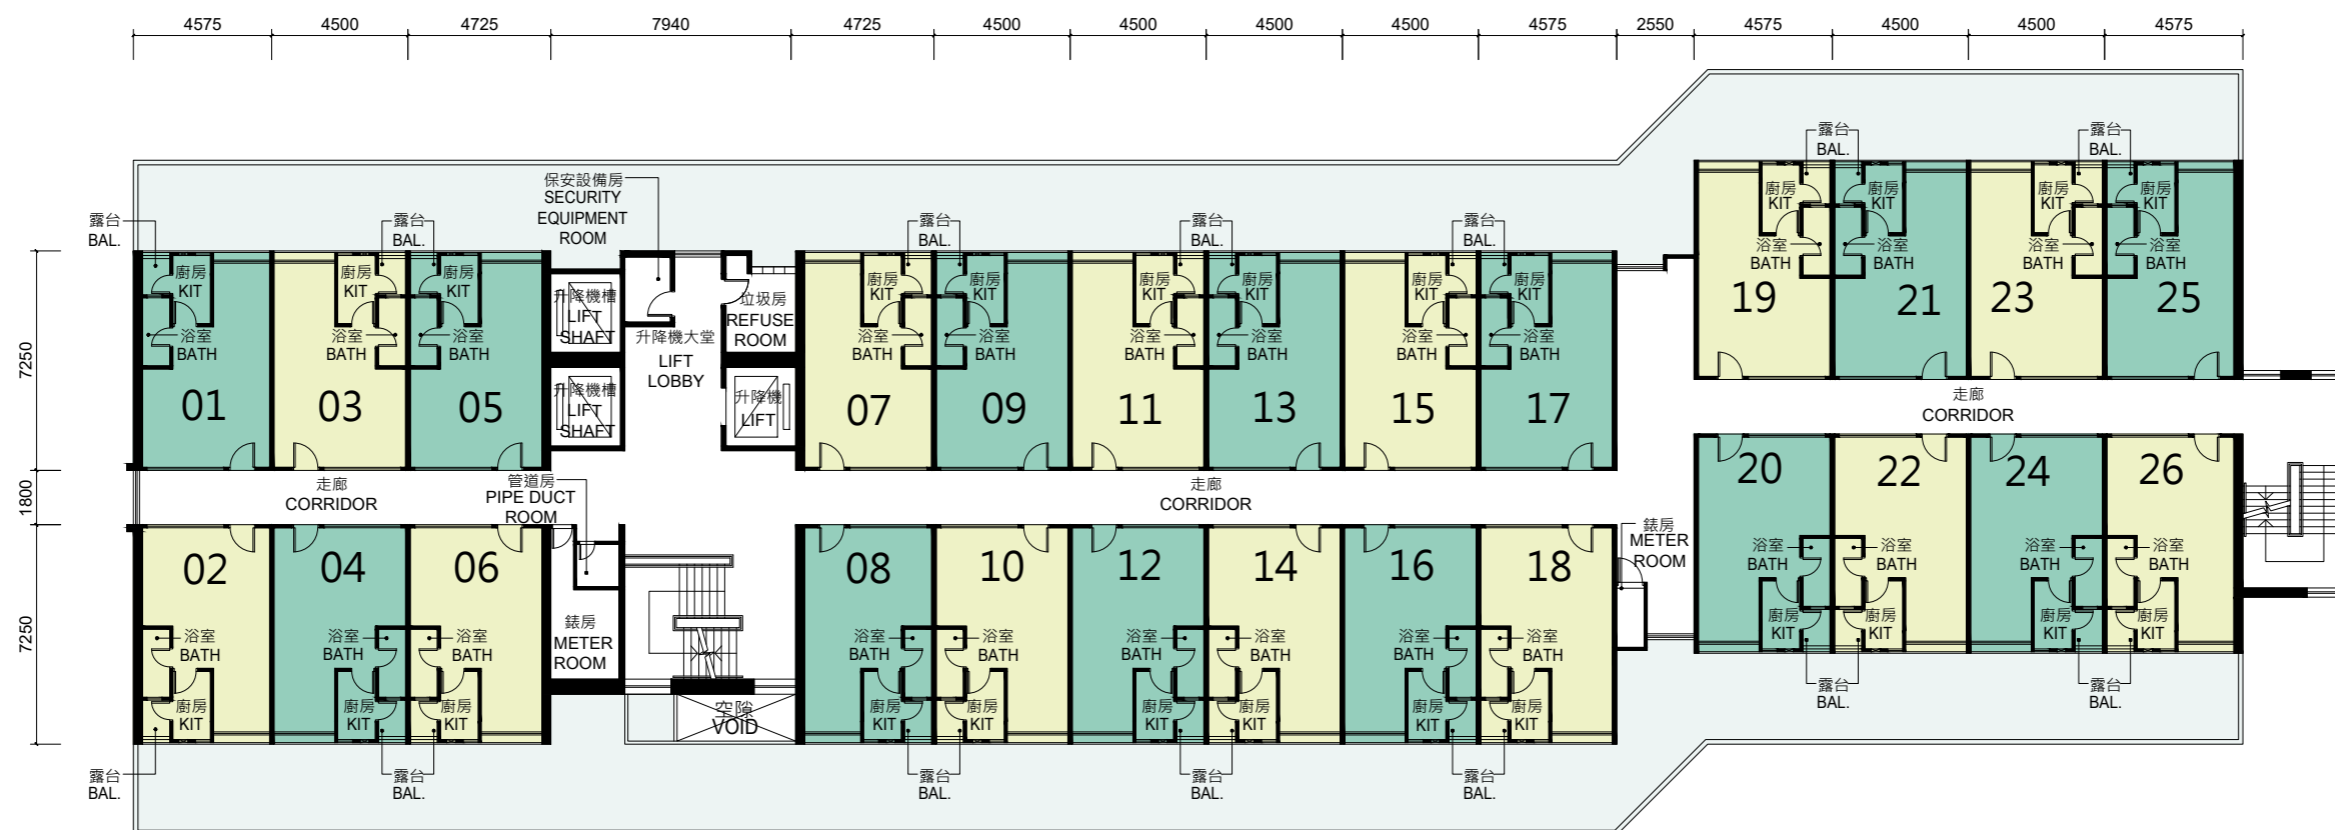 4575 4500 4725 7940 4725 4500 4500 4500 4500 4575 2550 4575 4500 4500 4575
露台
BAL.
露台
BAL.
廚房
KIT
廚房
KIT
廚房
KIT
廚房
KIT
浴室
BATH
浴室
BATH
浴室
BATH
浴室
BATH
19
21
23
25
保安設備房
SECURITY
EQUIPMENT
ROOM
露台
BAL.
露台
BAL.
露台
BAL.
露台
BAL.
露台
BAL.
廚房
KIT
廚房
KIT
廚房
KIT
升降機槽
LIFT
SHAFT
垃圾房
REFUSE
ROOM
廚房
KIT
廚房
KIT
廚房
KIT
廚房
KIT
廚房
KIT
廚房
KIT
浴室
BATH
浴室
BATH
浴室
BATH
升降機大堂
LIFT
LOBBY
浴室
BATH
浴室
BATH
浴室
BATH
浴室
BATH
浴室
BATH
浴室
BATH
7250
升降機槽
LIFT
SHAFT
升降機
LIFT
01
03
05
07
09
11
13
15
17
走廊
CORRIDOR
1800
走廊
CORRIDOR
管道房
PIPE DUCT
ROOM
走廊
CORRIDOR
錶房
METER
ROOM
20
22
24
26
浴室
BATH
浴室
BATH
浴室
BATH
浴室
BATH
廚房
KIT
廚房
KIT
廚房
KIT
廚房
KIT
露台
BAL.
露台
BAL.
7250
02
04
06
08
10
12
14
16
18
錶房
METER
ROOM
浴室
BATH
浴室
BATH
浴室
BATH
浴室
BATH
浴室
BATH
浴室
BATH
浴室
BATH
浴室
BATH
浴室
BATH
廚房
KIT
廚房
KIT
廚房
KIT
空隙
VOID
廚房
KIT
廚房
KIT
廚房
KIT
廚房
KIT
廚房
KIT
廚房
KIT
露台
BAL.
露台
BAL.
露台
BAL.
露台
BAL.
露台
BAL.